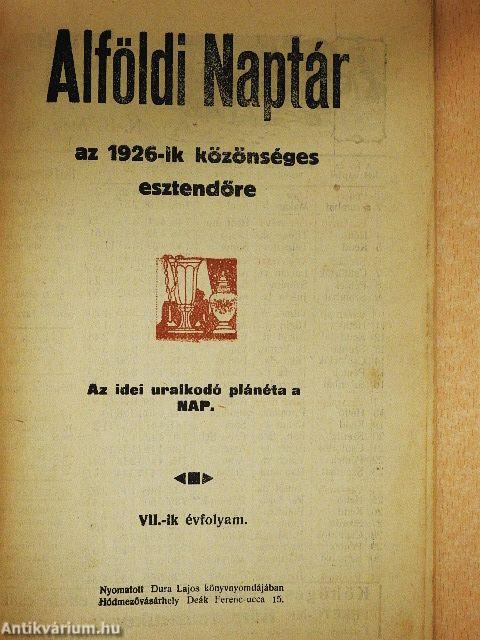 Alföldi Naptár
az 1926-ik közönséges
esztendőre
Az idei uralkodó plánéta a
NAP.
VII.-ik évfolyam.
Nyomatott Dura Lajos könyvnyomdájában
Hódmezővásárhely Deák Ferenc-ucca 15.
Antikvárium.hu